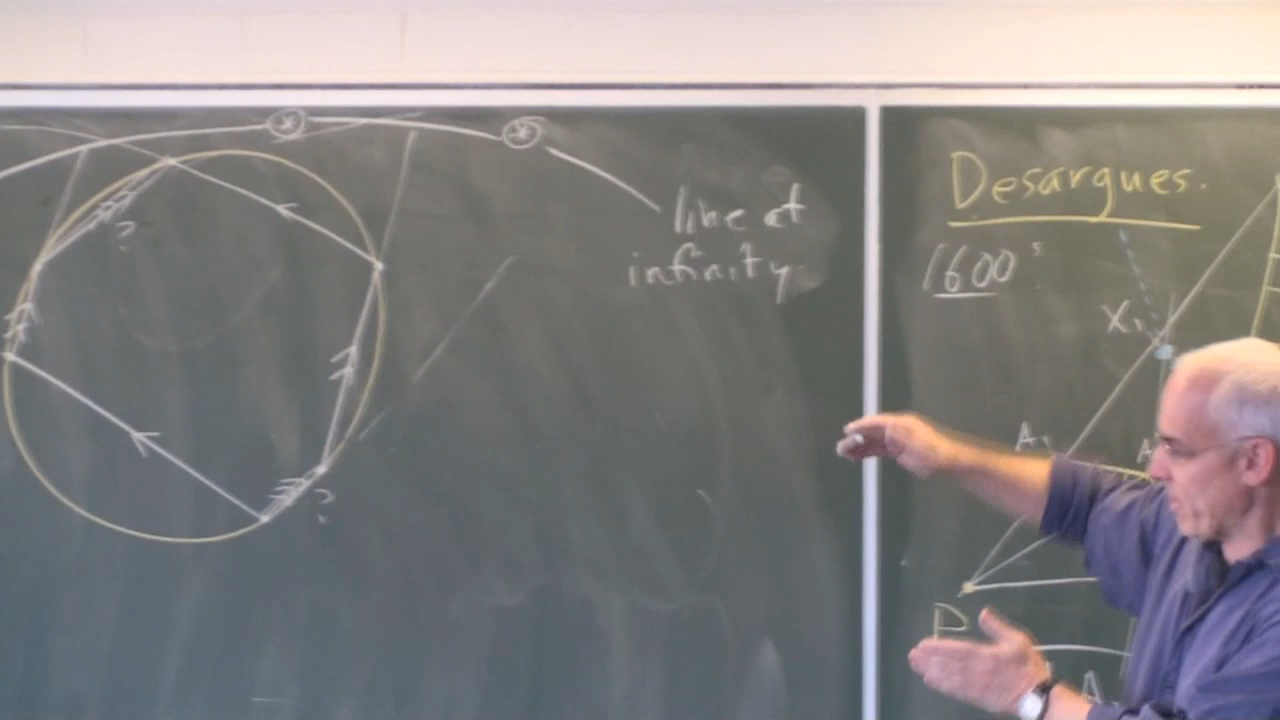 line at
infinity.
?
?
Desargues.
1600's
X₁
A₁
A
P
A